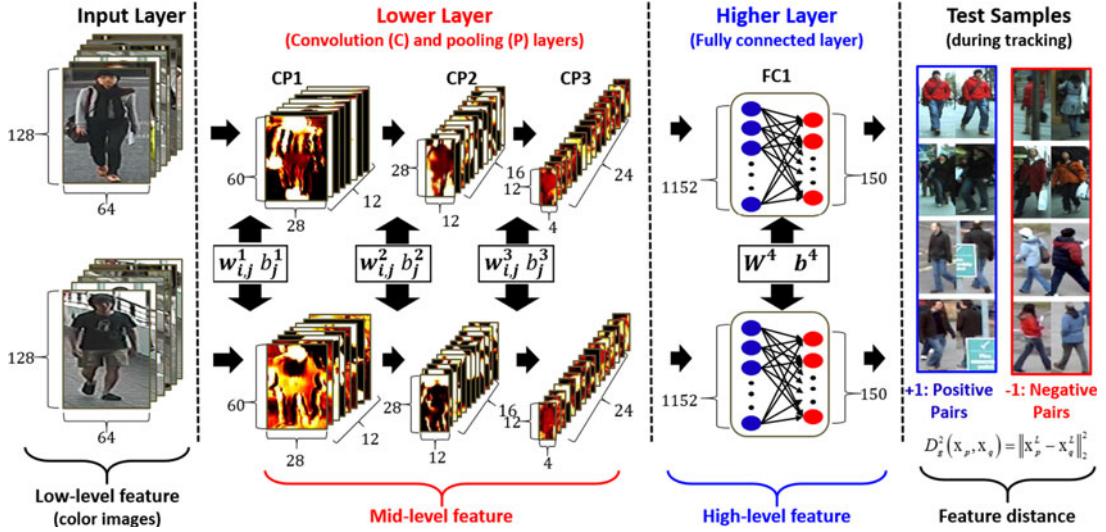 Input Layer
Lower Layer
(Convolution (C) and pooling (P) layers)
Higher Layer
(Fully connected layer)
Test Samples
(during tracking)
CP1
CP2
CP3
FC1
128
64
60
28
12
28
12
16
12
4
24
1152
150
w¹ᵢ,ⱼ b¹ⱼ
w²ᵢ,ⱼ b²ⱼ
w³ᵢ,ⱼ b³ⱼ
W⁴ b⁴
128
64
60
28
12
28
12
16
12
4
24
1152
150
+1: Positive Pairs
-1: Negative Pairs
D²g(xₚ, x_q) = ‖xᴸₚ − xᴸ_q‖²₂
Low-level feature
(color images)
Mid-level feature
High-level feature
Feature distance